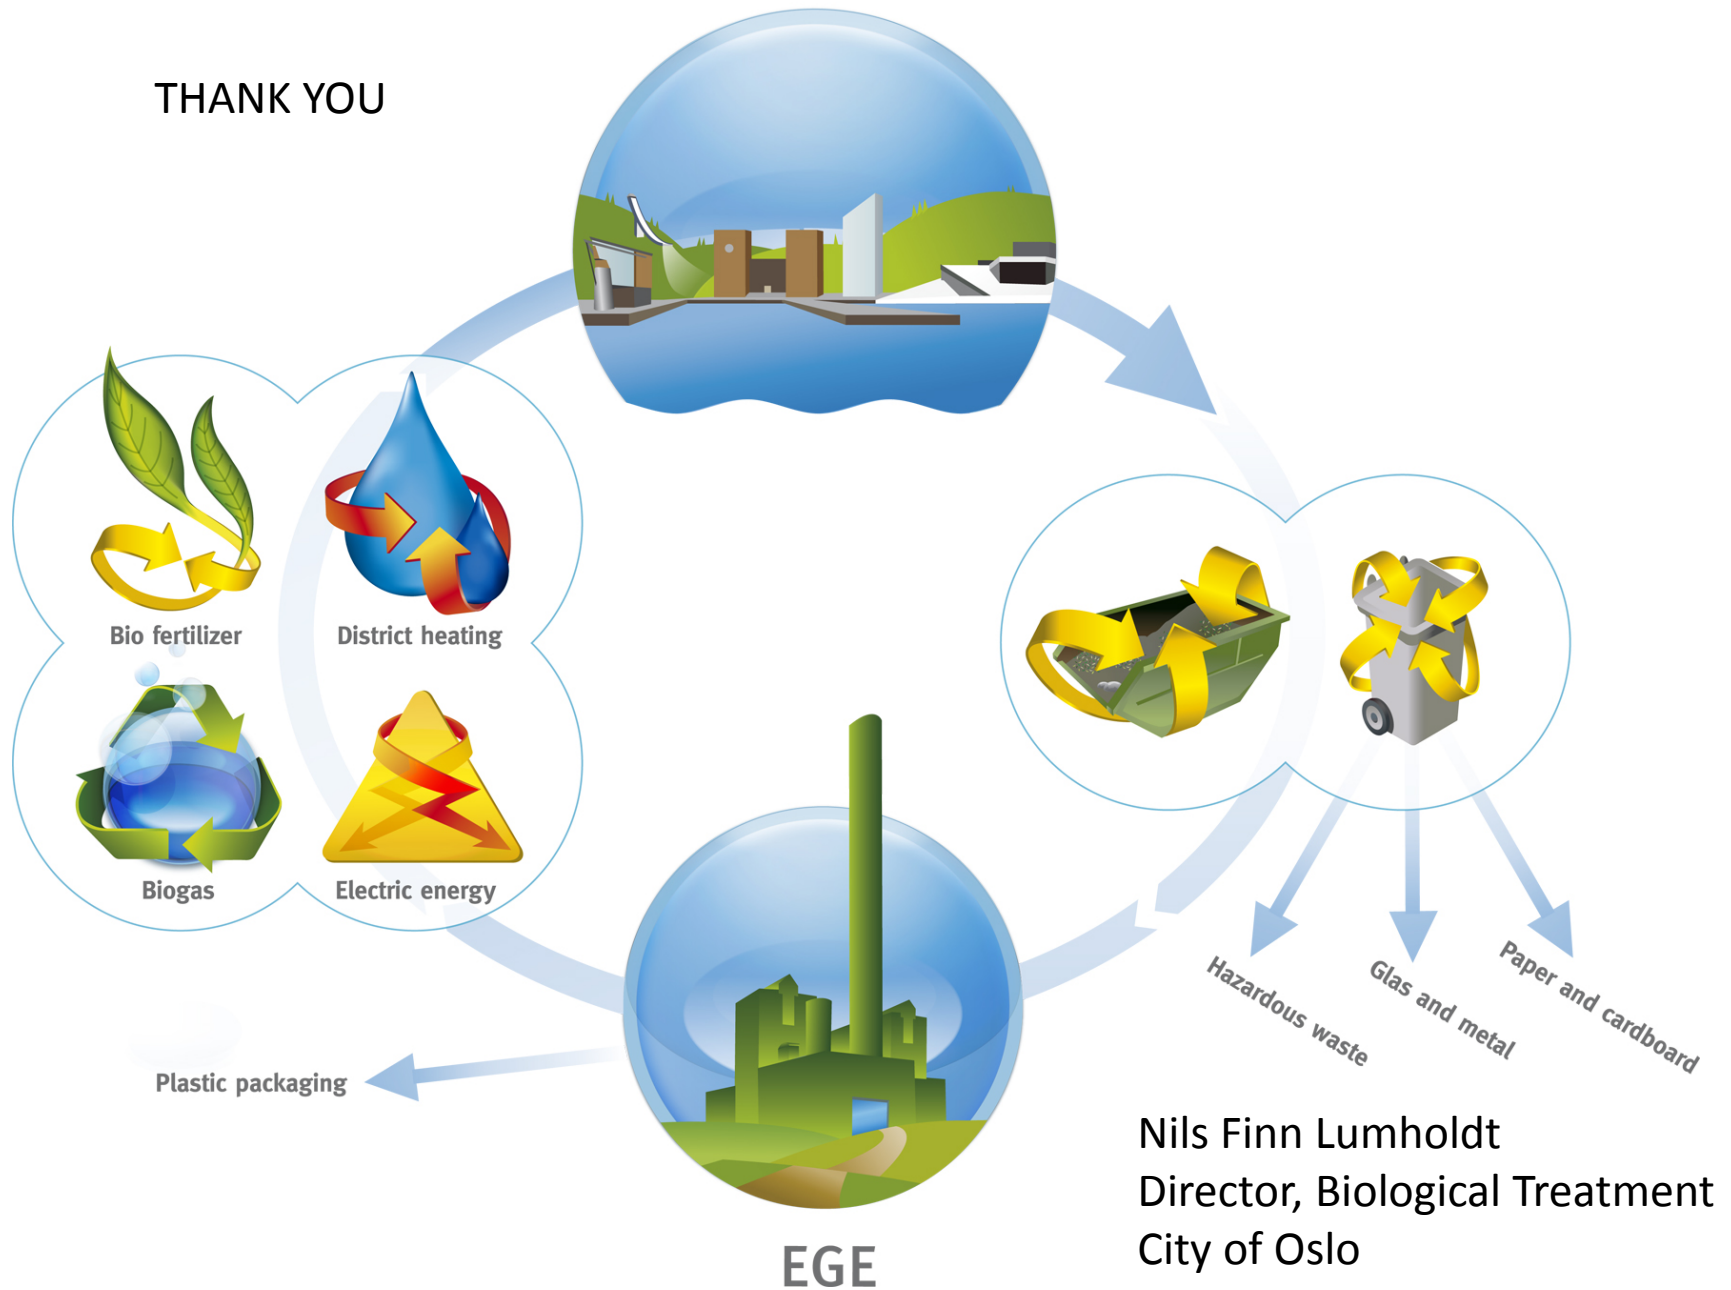 THANK YOU
Bio fertilizer
District heating
Biogas
Electric energy
Hazardous waste
Glas and metal
Paper and cardboard
Plastic packaging
EGE
Nils Finn Lumholdt
Director, Biological Treatment
City of Oslo